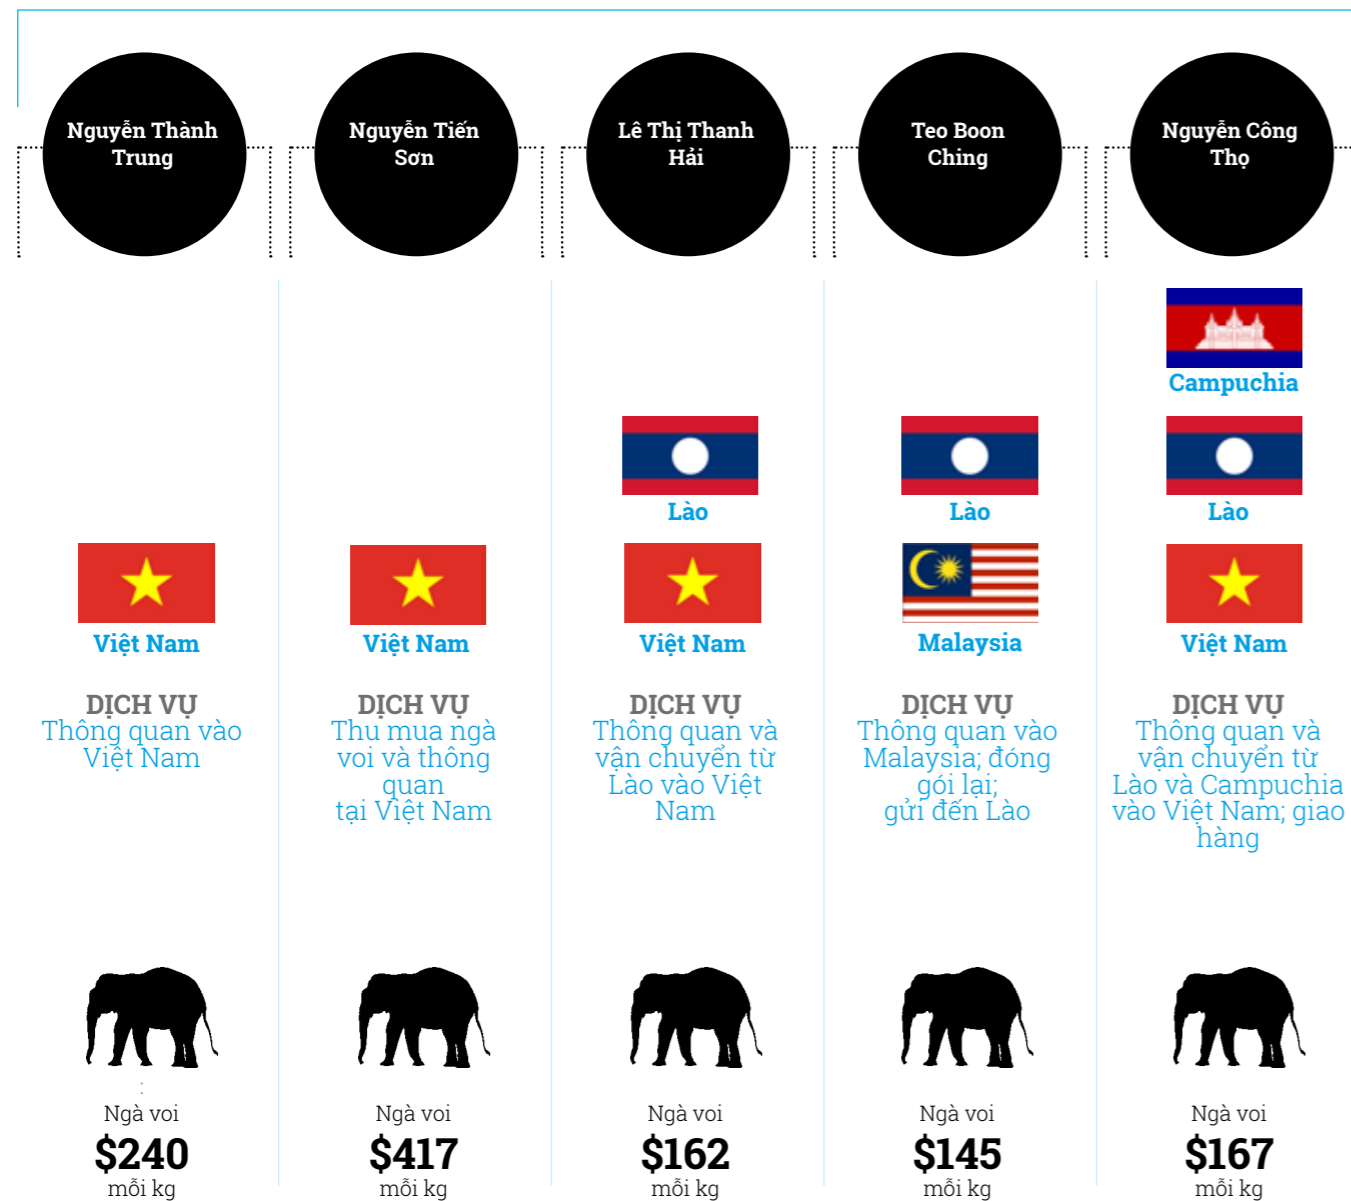 Nguyễn Thành
Trung
Nguyễn Tiến
Sơn
Lê Thị Thanh
Hải
Teo Boon
Ching
Nguyễn Công
Thọ
Campuchia
Lào
Lào
Lào
Việt Nam
Việt Nam
Việt Nam
Malaysia
Việt Nam
DỊCH VỤ
Thông quan vào
Việt Nam
DỊCH VỤ
Thu mua ngà
voi và thông
quan
tại Việt Nam
DỊCH VỤ
Thông quan và
vận chuyển từ
Lào vào Việt
Nam
DỊCH VỤ
Thông quan vào
Malaysia; đóng
gói lại;
gửi đến Lào
DỊCH VỤ
Thông quan và
vận chuyển từ
Lào và Campuchia
vào Việt Nam; giao
hàng
:
Ngà voi
$240
mỗi kg
Ngà voi
$417
mỗi kg
Ngà voi
$162
mỗi kg
Ngà voi
$145
mỗi kg
Ngà voi
$167
mỗi kg